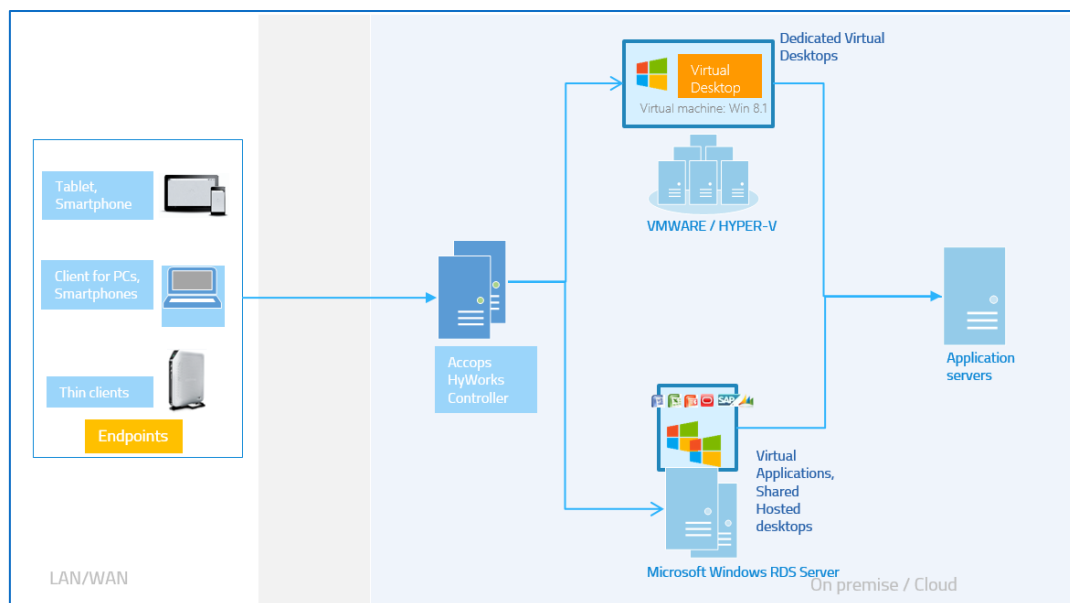 Dedicated Virtual
Desktops
Virtual
Desktop
Virtual machine: Win 8.1
VMWARE / HYPER-V
Tablet,
Smartphone
Client for PCs,
Smartphones
Thin clients
Endpoints
Accops
HyWorks
Controller
Application
servers
SAP
Virtual
Applications,
Shared
Hosted
desktops
Microsoft Windows RDS Server
LAN/WAN
On premise / Cloud